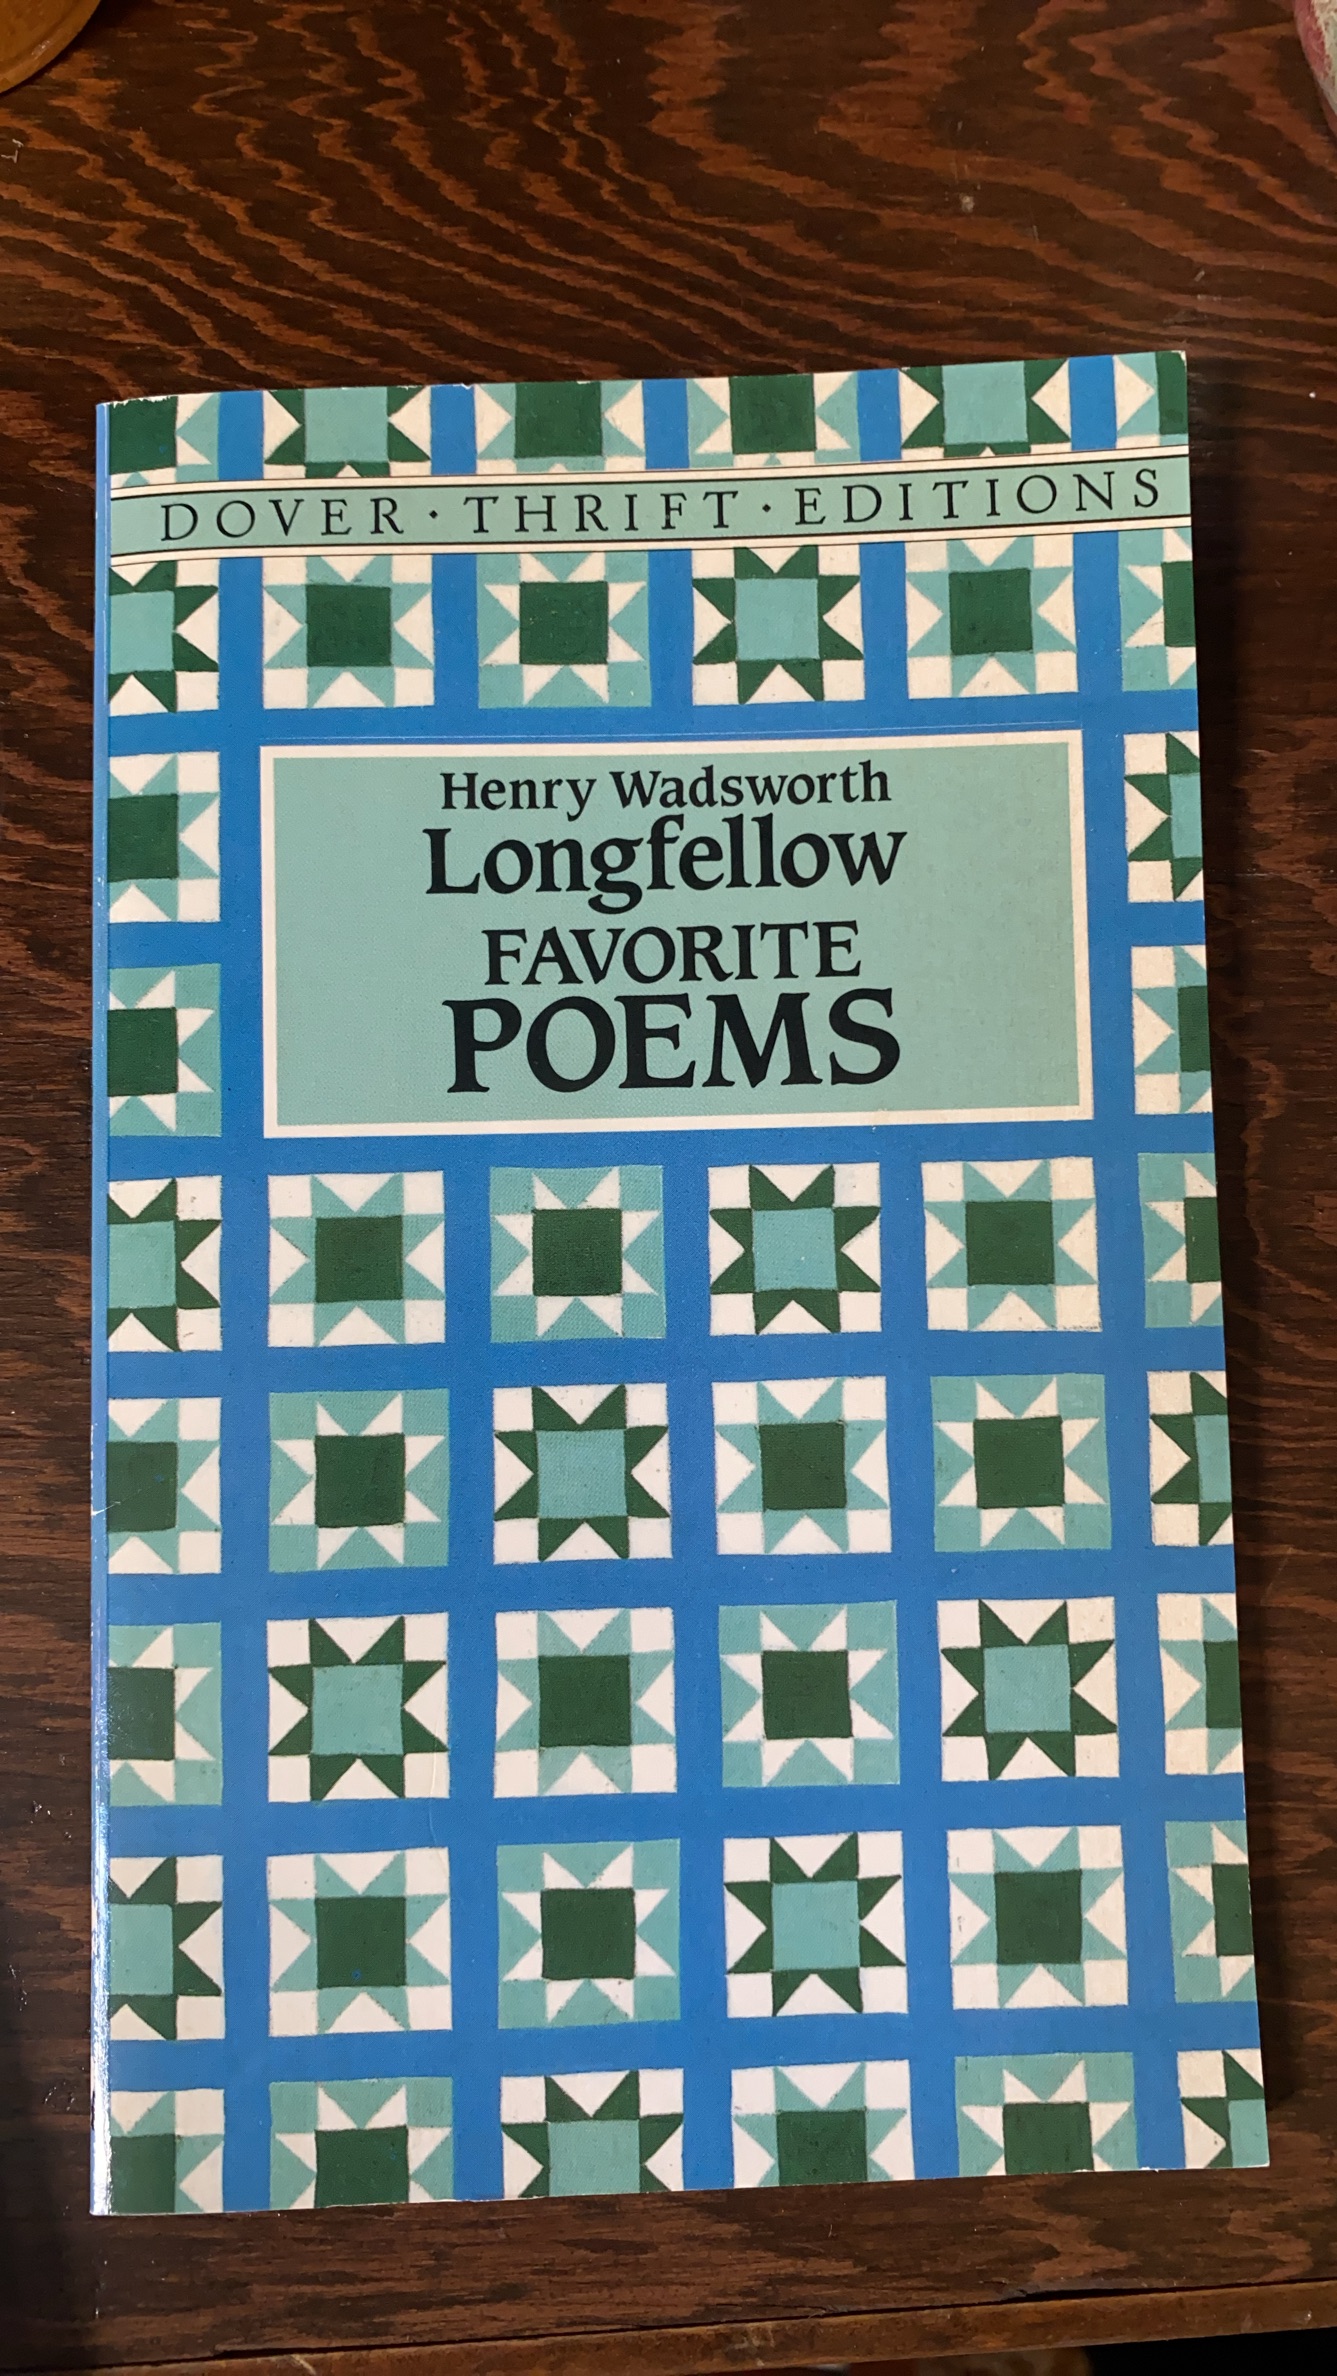 DOVER · THRIFT · EDITIONS
Henry Wadsworth
Longfellow
FAVORITE
POEMS